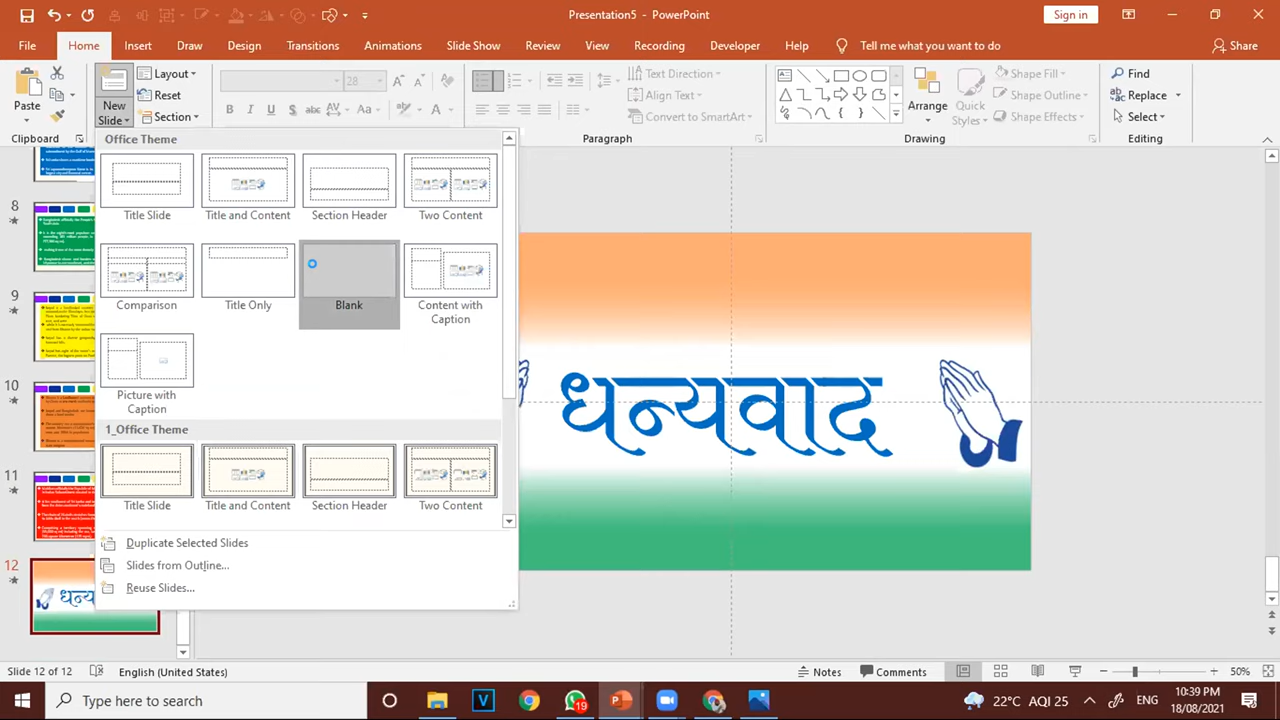 Presentation5 - PowerPoint
Sign in
File Home Insert Draw Design Transitions Animations Slide Show Review View Recording Developer Help Tell me what you want to do Share
Paste
New Slide
Layout
Reset
Section
28
Text Direction
Align Text
Convert to SmartArt
Arrange
Quick Styles
Shape Fill
Shape Outline
Shape Effects
Find
Replace
Select
Clipboard
Paragraph
Drawing
Editing
Office Theme
Title Slide
Title and Content
Section Header
Two Content
Comparison
Title Only
Blank
Content with Caption
Picture with Caption
1_Office Theme
Title Slide
Title and Content
Section Header
Two Content
Duplicate Selected Slides
Slides from Outline...
Reuse Slides...
8
9
10
11
12
धन्यवाद
Slide 12 of 12
English (United States)
Notes
Comments
50%
Type here to search
19
22°C AQI 25
ENG
10:39 PM
18/08/2021